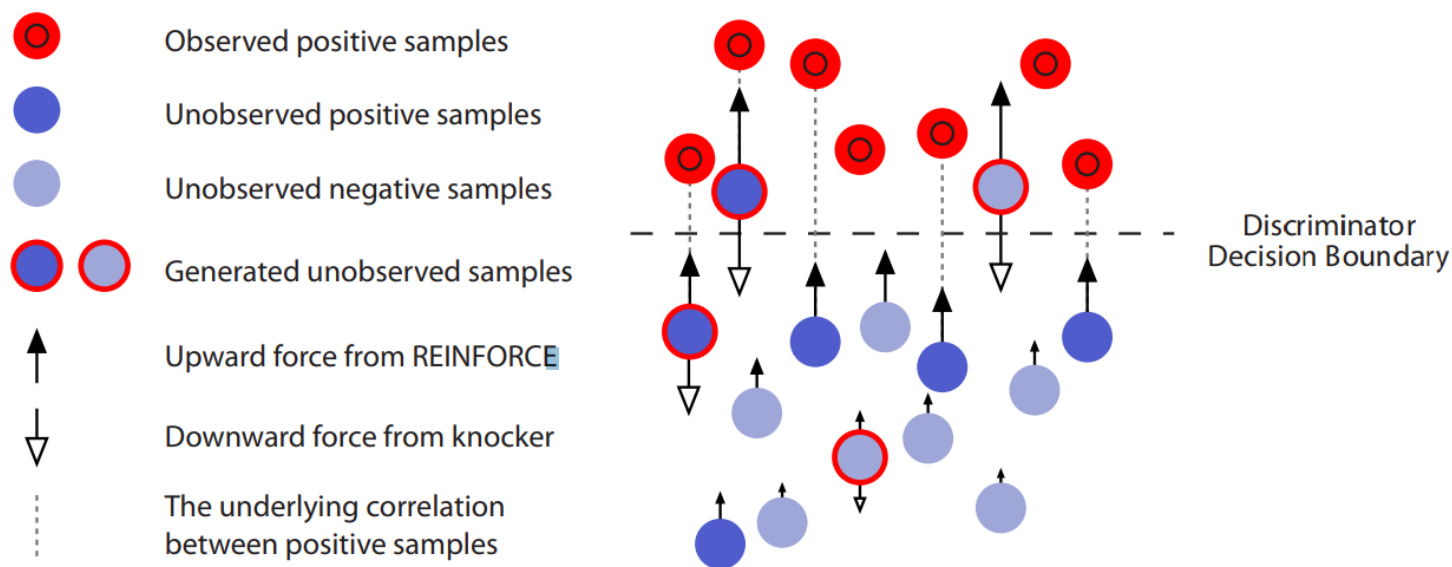 Observed positive samples
Unobserved positive samples
Unobserved negative samples
Generated unobserved samples
Upward force from REINFORCE
Downward force from knocker
The underlying correlation
between positive samples
Discriminator
Decision Boundary